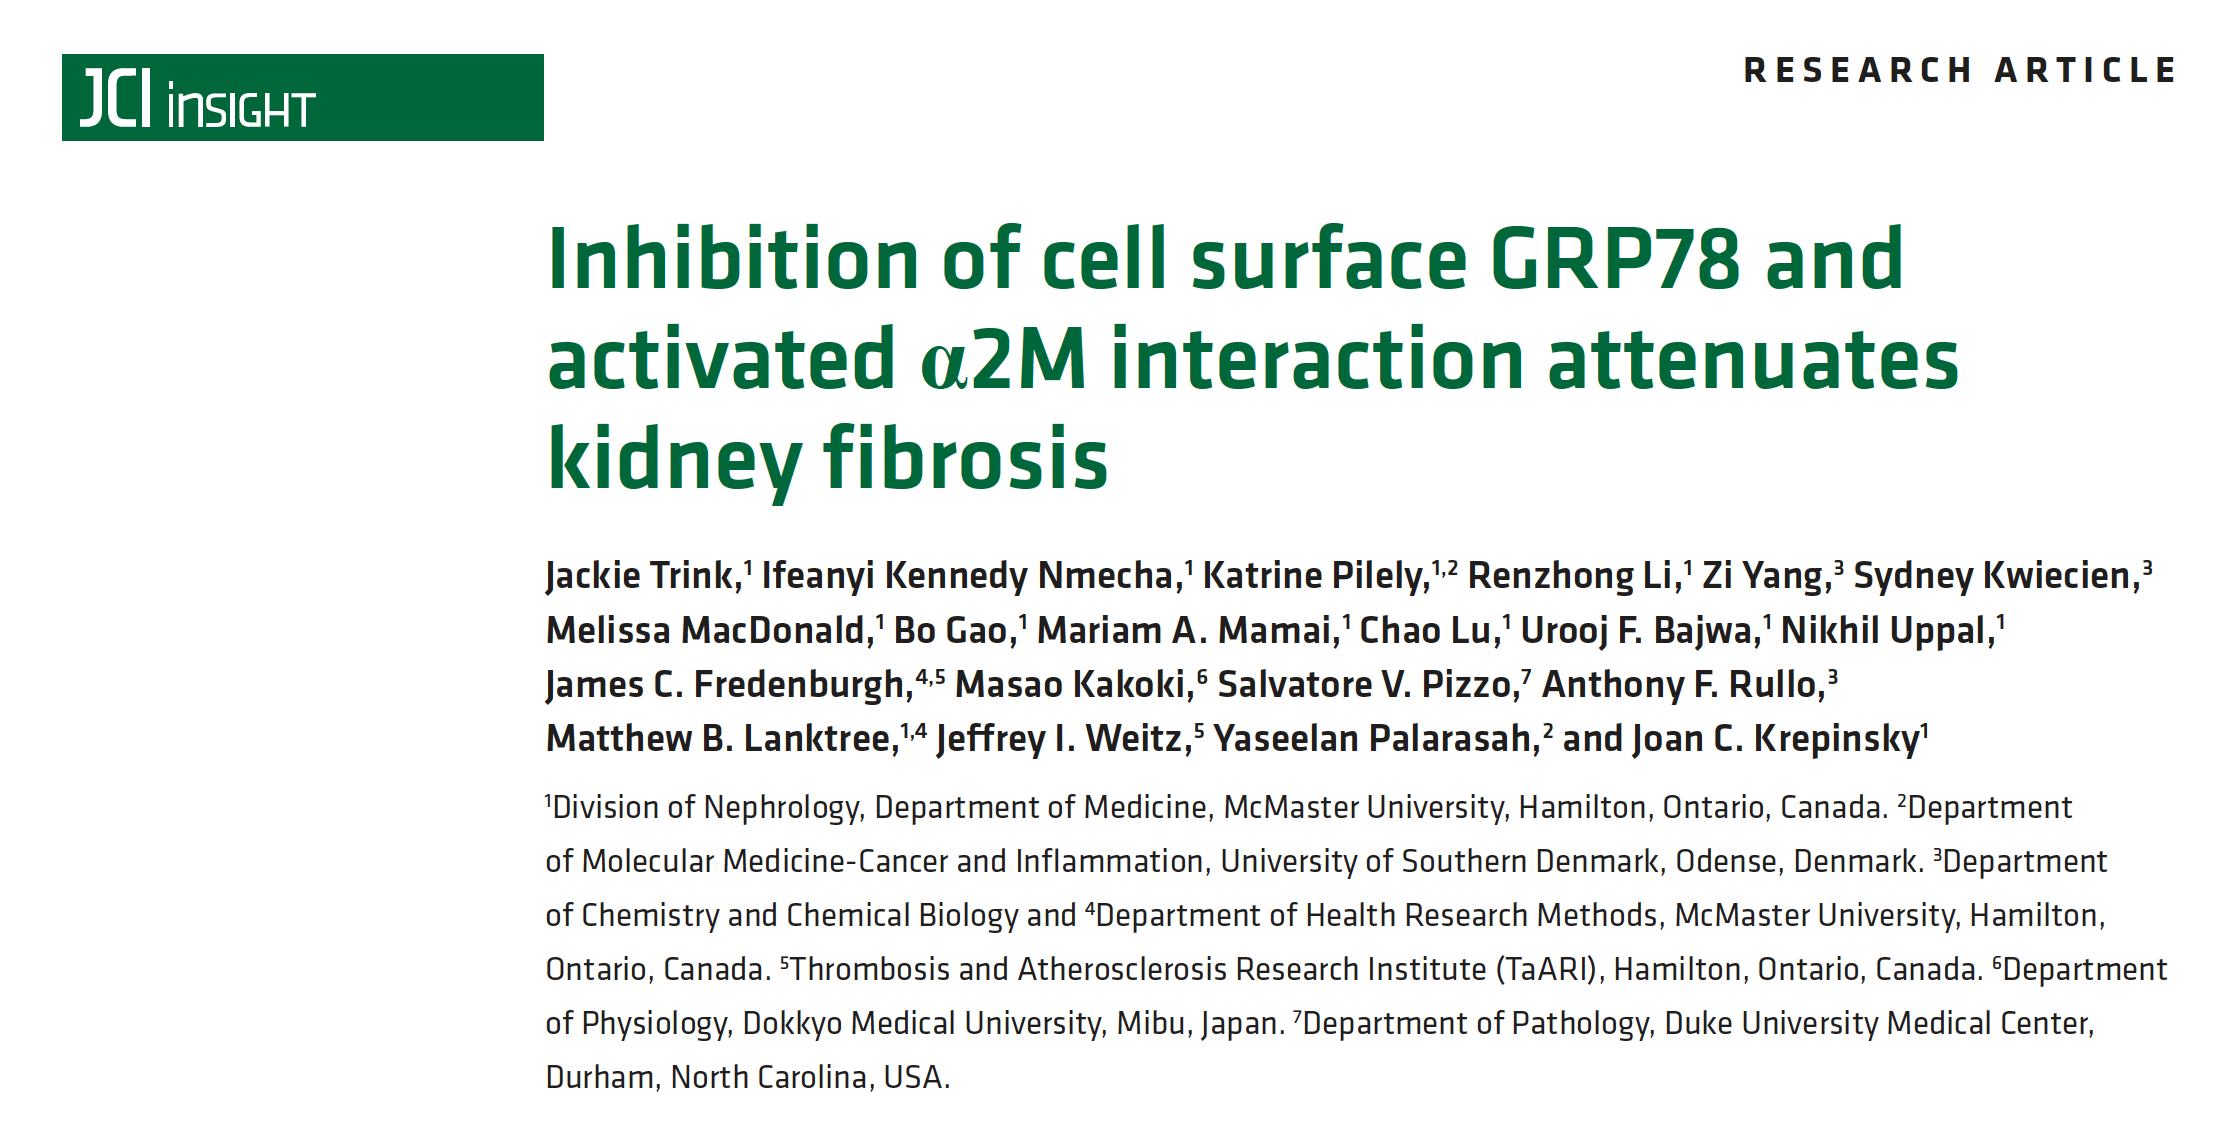 JCI inSIGHT
RESEARCH ARTICLE
Inhibition of cell surface GRP78 and
activated α2M interaction attenuates
kidney fibrosis
Jackie Trink,¹ Ifeanyi Kennedy Nmecha,¹ Katrine Pilely,¹,² Renzhong Li,¹ Zi Yang,³ Sydney Kwiecien,³
Melissa MacDonald,¹ Bo Gao,¹ Mariam A. Mamai,¹ Chao Lu,¹ Urooj F. Bajwa,¹ Nikhil Uppal,¹
James C. Fredenburgh,⁴,⁵ Masao Kakoki,⁶ Salvatore V. Pizzo,⁷ Anthony F. Rullo,³
Matthew B. Lanktree,¹,⁴ Jeffrey I. Weitz,⁵ Yaseelan Palarasah,² and Joan C. Krepinsky¹
¹Division of Nephrology, Department of Medicine, McMaster University, Hamilton, Ontario, Canada. ²Department
of Molecular Medicine-Cancer and Inflammation, University of Southern Denmark, Odense, Denmark. ³Department
of Chemistry and Chemical Biology and ⁴Department of Health Research Methods, McMaster University, Hamilton,
Ontario, Canada. ⁵Thrombosis and Atherosclerosis Research Institute (TaARI), Hamilton, Ontario, Canada. ⁶Department
of Physiology, Dokkyo Medical University, Mibu, Japan. ⁷Department of Pathology, Duke University Medical Center,
Durham, North Carolina, USA.